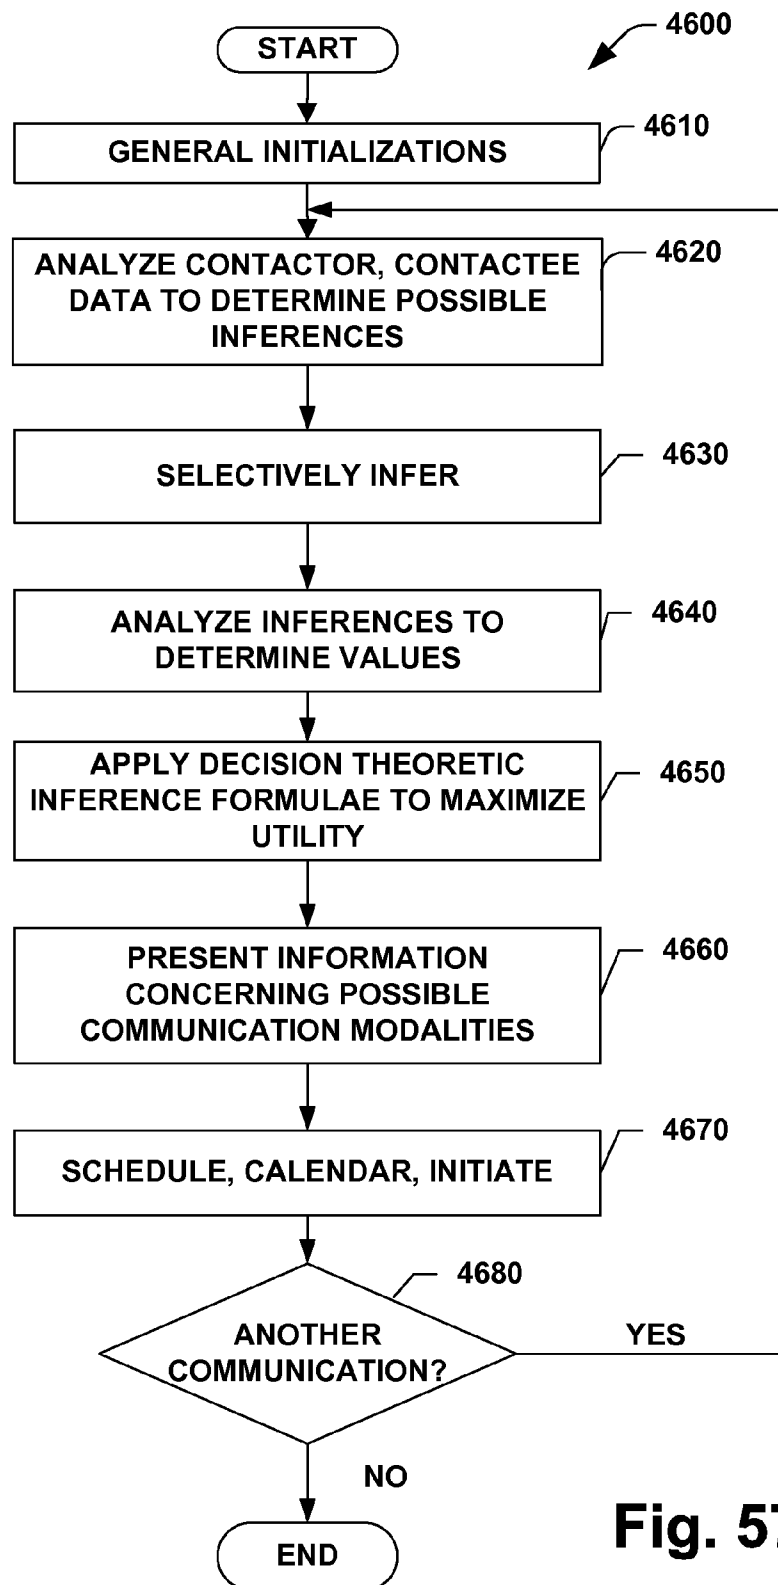 START
4600
GENERAL INITIALIZATIONS
4610
ANALYZE CONTACTOR, CONTACTEE
DATA TO DETERMINE POSSIBLE
INFERENCES
4620
SELECTIVELY INFER
4630
ANALYZE INFERENCES TO
DETERMINE VALUES
4640
APPLY DECISION THEORETIC
INFERENCE FORMULAE TO MAXIMIZE
UTILITY
4650
PRESENT INFORMATION
CONCERNING POSSIBLE
COMMUNICATION MODALITIES
4660
SCHEDULE, CALENDAR, INITIATE
4670
4680
ANOTHER
COMMUNICATION?
YES
NO
END
Fig. 57